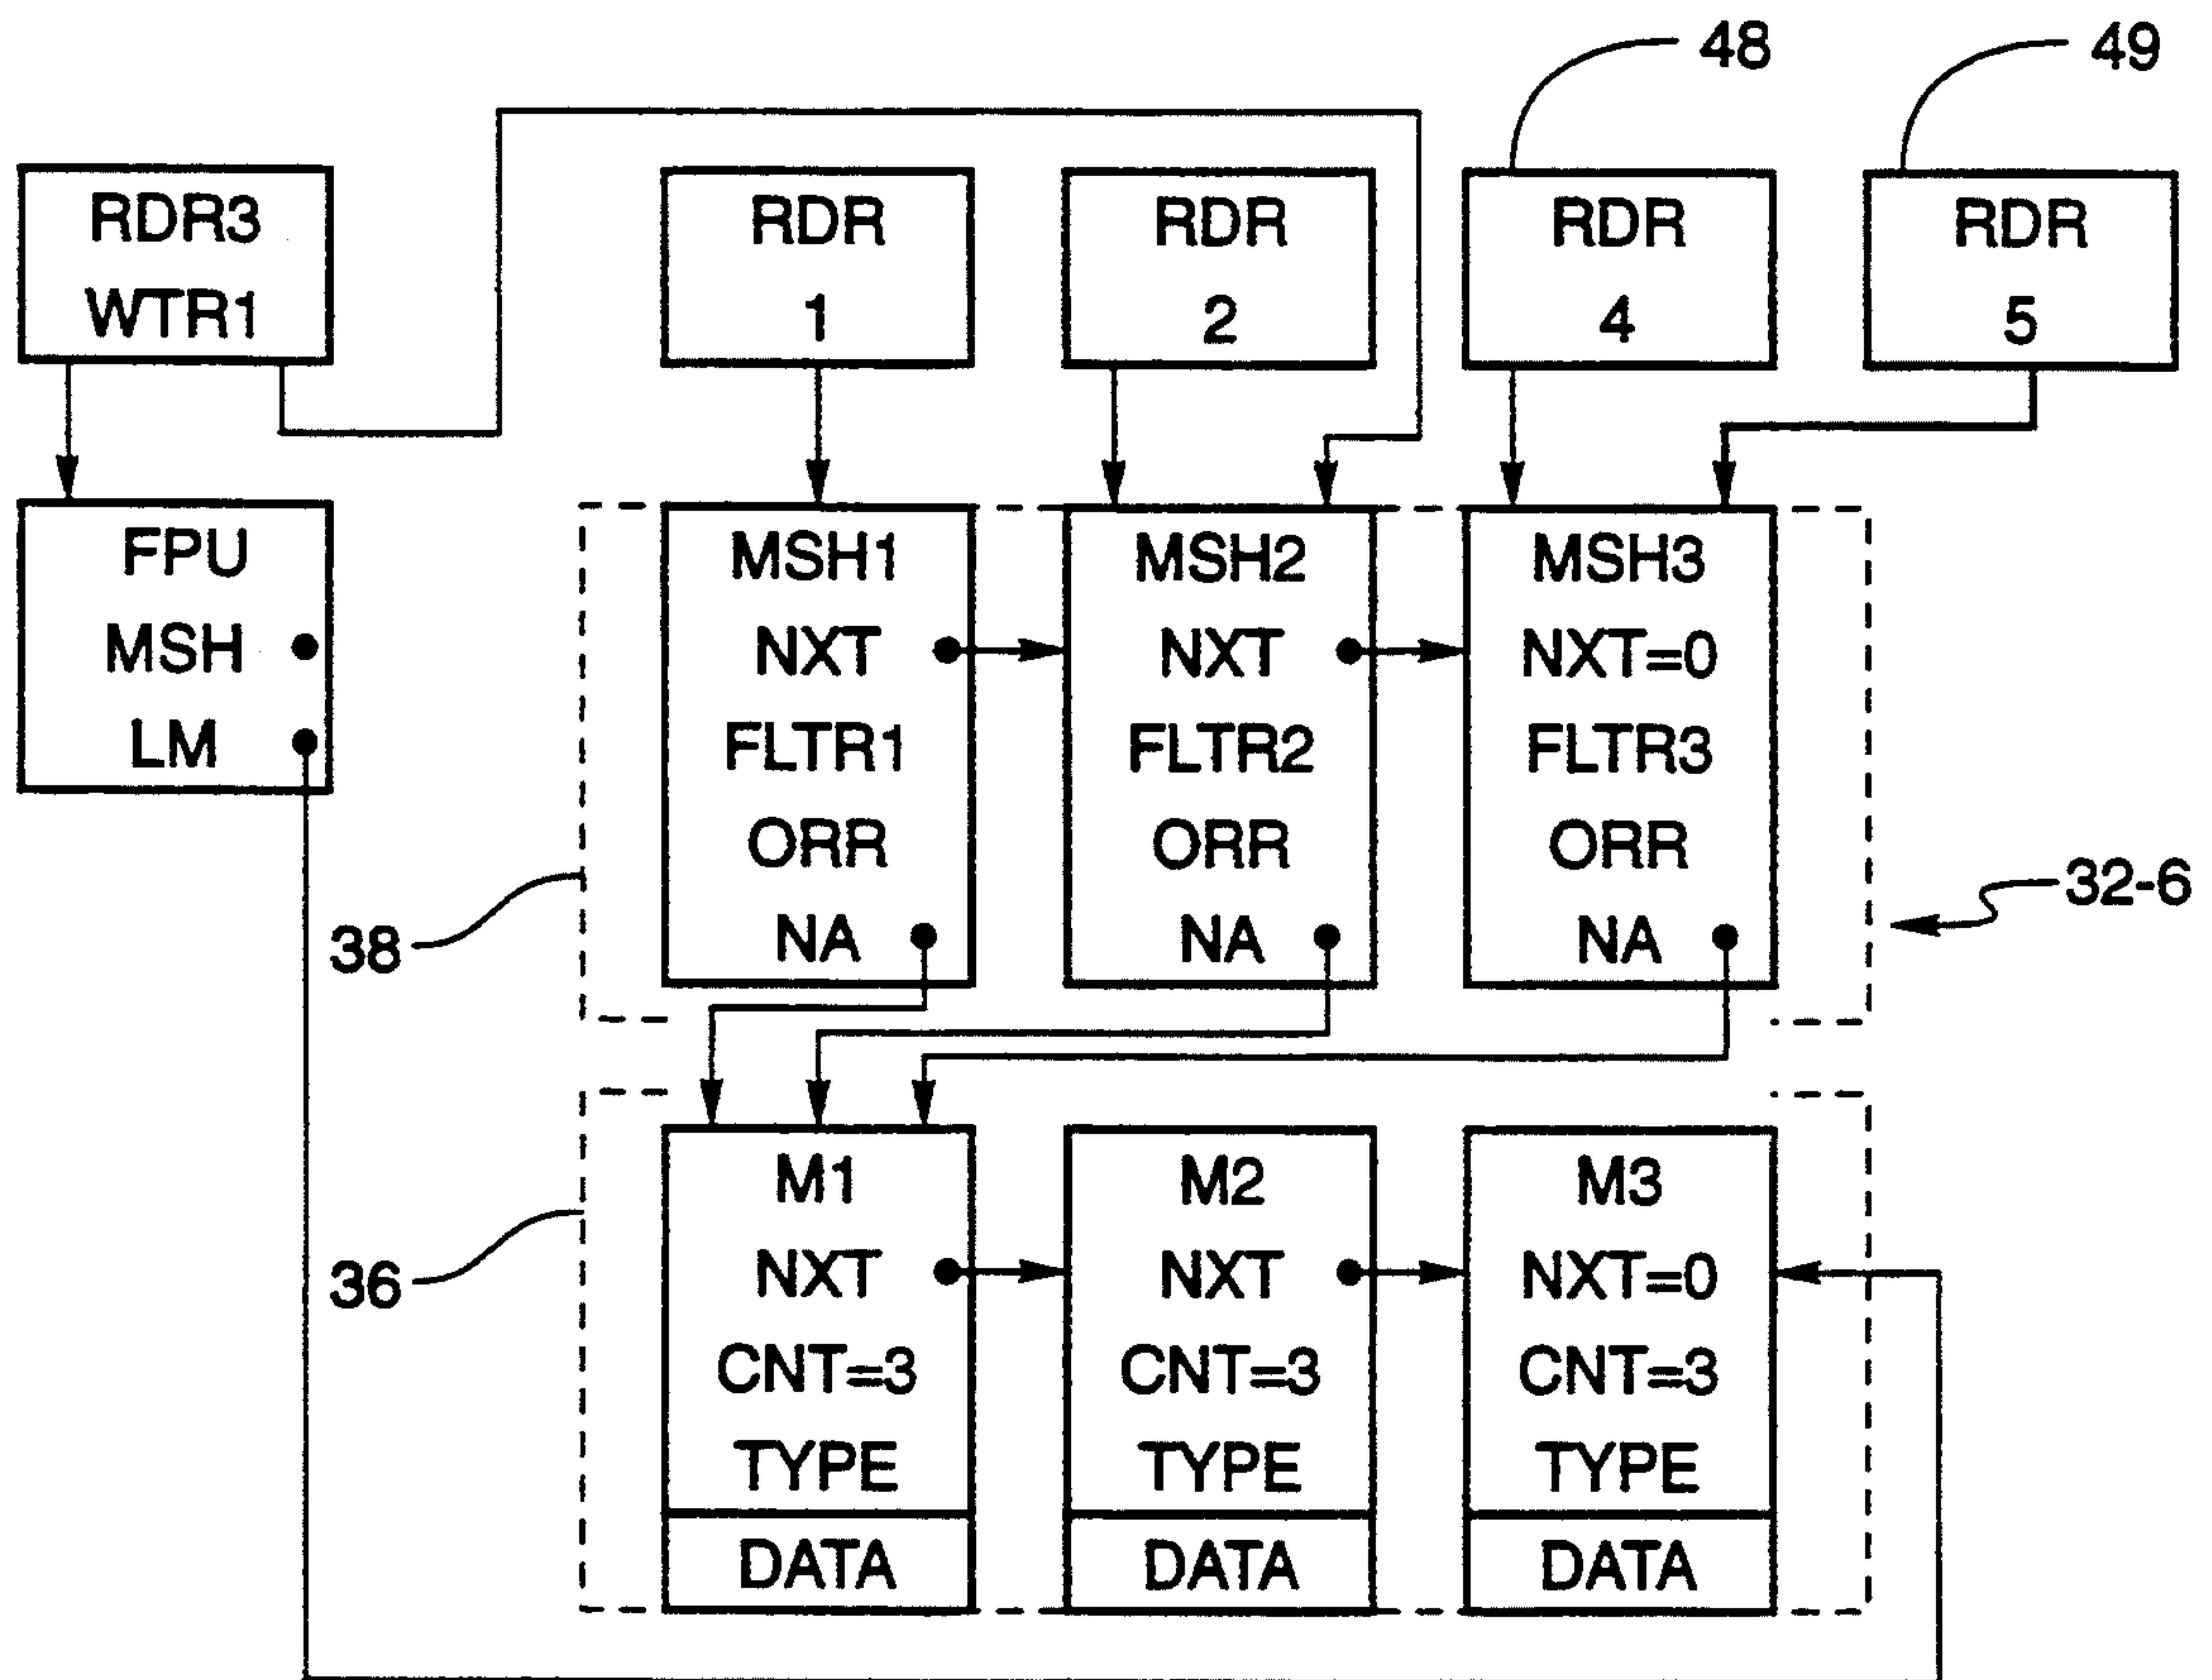 48
49
RDR3
WTR1
RDR
1
RDR
2
RDR
4
RDR
5
FPU
MSH
LM
MSH1
NXT
FLTR1
ORR
NA
MSH2
NXT
FLTR2
ORR
NA
MSH3
NXT=0
FLTR3
ORR
NA
32-6
38
36
M1
NXT
CNT=3
TYPE
DATA
M2
NXT
CNT=3
TYPE
DATA
M3
NXT=0
CNT=3
TYPE
DATA